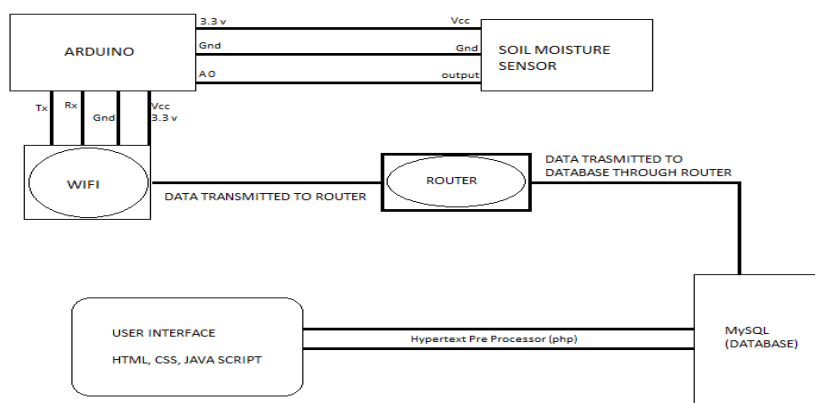 3.3 v
Vcc
ARDUINO
Gnd
Gnd
SOIL MOISTURE
SENSOR
A 0
output
Tx
Rx
Gnd
Vcc
3.3 v
WIFI
DATA TRANSMITTED TO ROUTER
ROUTER
DATA TRASMITTED TO
DATABASE THROUGH ROUTER
USER INTERFACE
HTML, CSS, JAVA SCRIPT
Hypertext Pre Processor (php)
MySQL
(DATABASE)